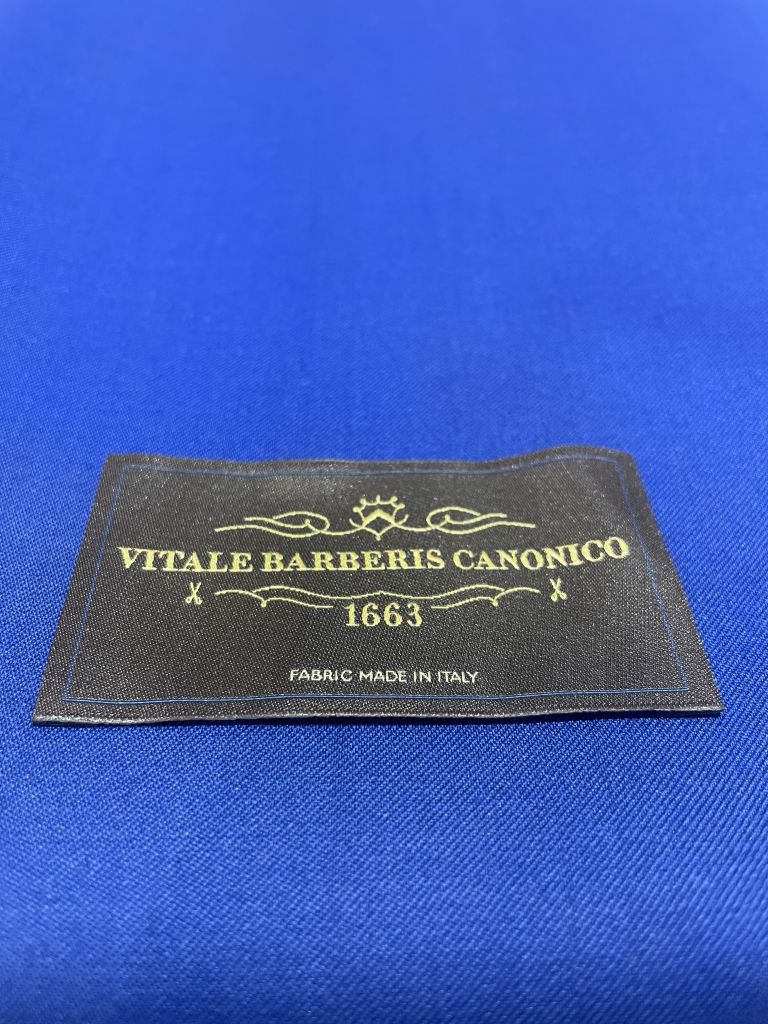 VITALE BARBERIS CANONICO
1663
FABRIC MADE IN ITALY